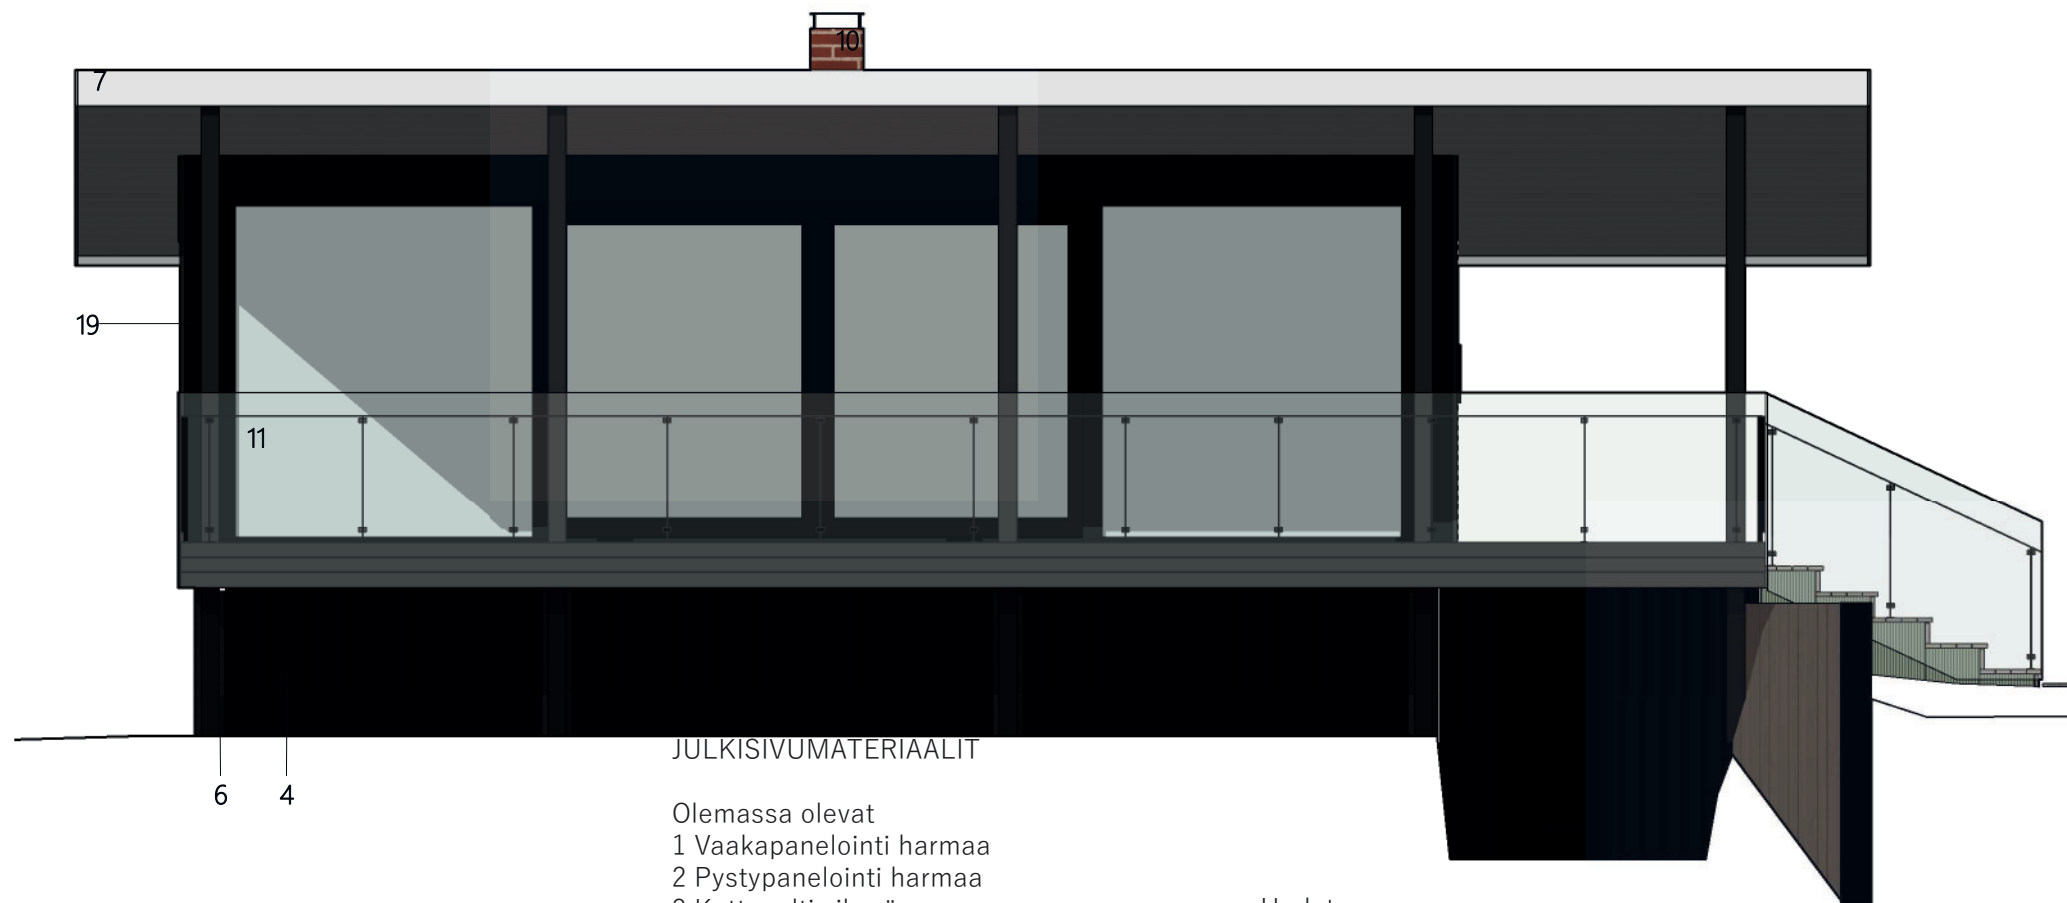 10
7
19
11
6 4
JULKISIVUMATERIAALIT
Olemassa olevat
1 Vaakapanelointi harmaa
2 Pystypanelointi harmaa